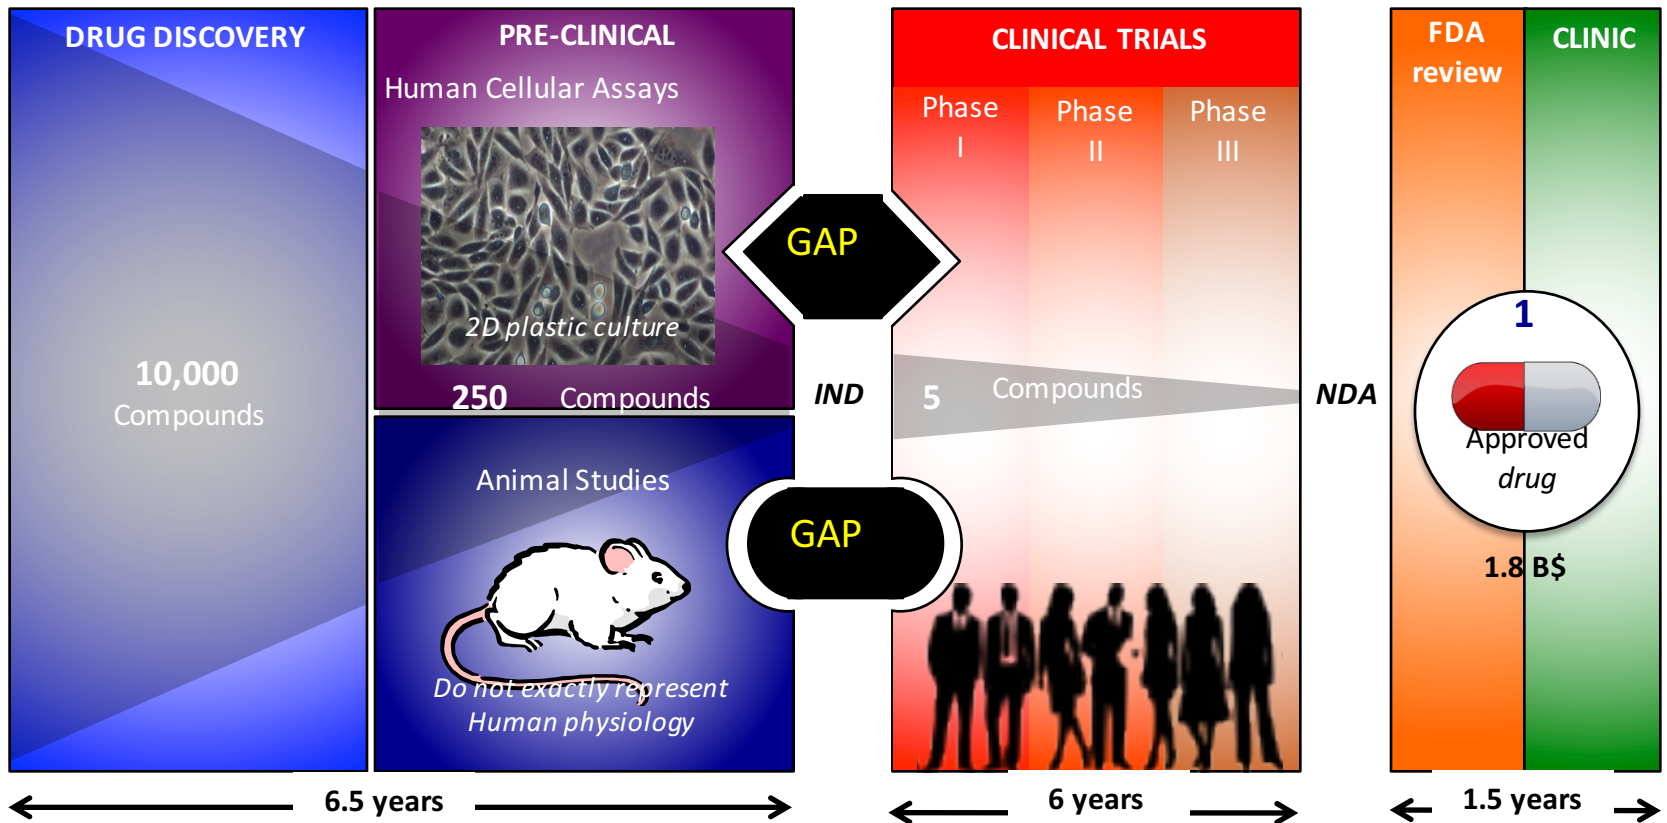 DRUG DISCOVERY
10,000
Compounds
PRE-CLINICAL
Human Cellular Assays
2D plastic culture
250 Compounds
Animal Studies
Do not exactly represent
Human physiology
GAP
IND
GAP
CLINICAL TRIALS
Phase
I
Phase
II
Phase
III
5 Compounds
NDA
FDA
review
CLINIC
1
Approved
drug
1.8 B$
6.5 years
6 years
1.5 years